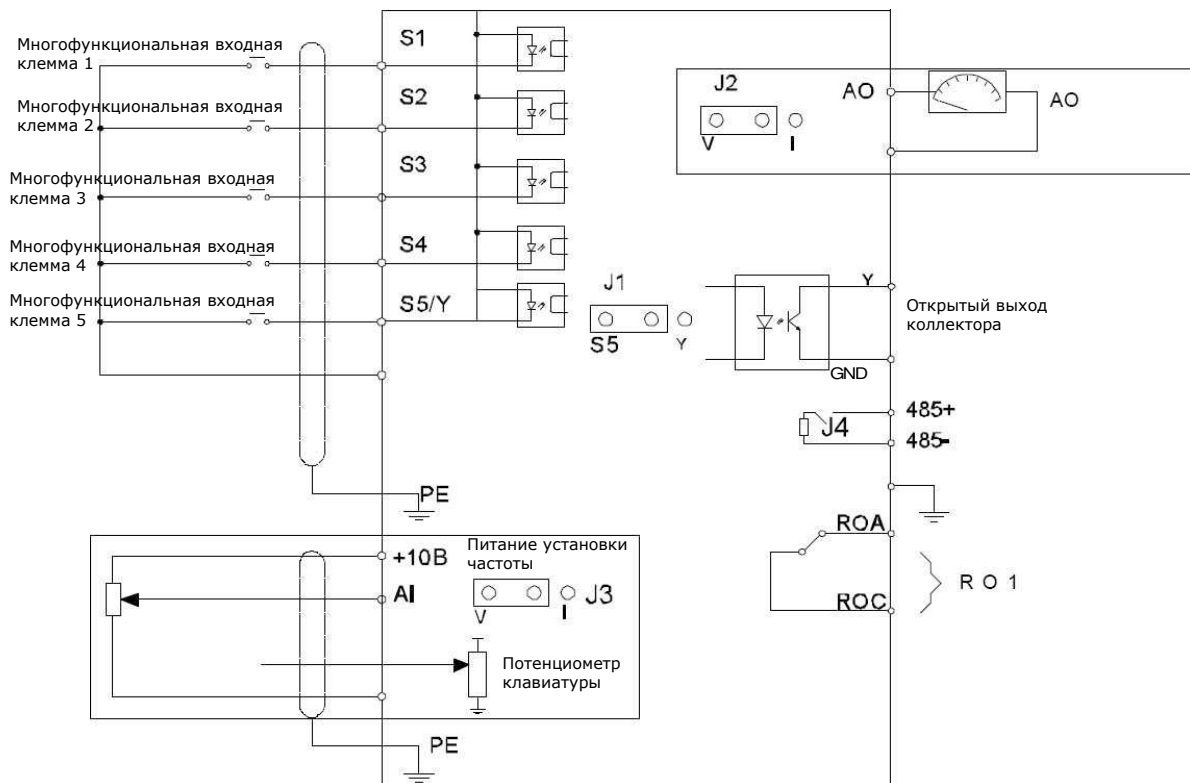 Многофункциональная входная
клемма 1
S1
Многофункциональная входная
клемма 2
S2
Многофункциональная входная
клемма 3
S3
Многофункциональная входная
клемма 4
S4
Многофункциональная входная
клемма 5
S5/Y
J2
V
I
AO
AO
J1
S5
Y
Y
GND
Открытый выход
коллектора
J4
485+
485-
PE
ROA
ROC
R O 1
+10В
AI
Питание установки
частоты
V
I
J3
Потенциометр
клавиатуры
PE